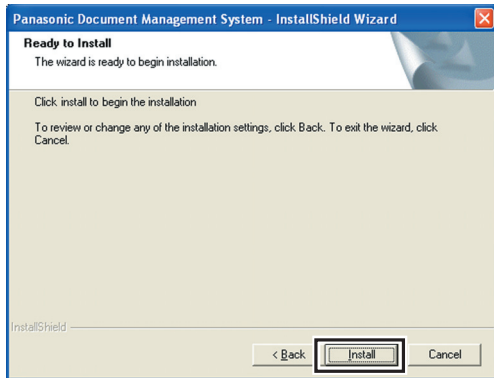 Panasonic Document Management System - InstallShield Wizard
Ready to Install
The wizard is ready to begin installation.
Click install to begin the installation
To review or change any of the installation settings, click Back. To exit the wizard, click
Cancel.
InstallShield
< Back Install Cancel